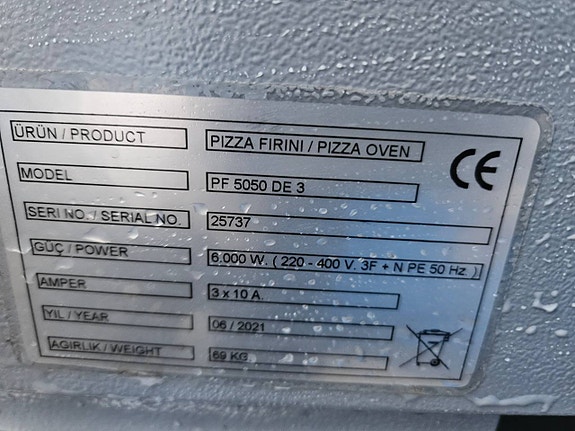 ÜRÜN / PRODUCT PIZZA FIRINI / PIZZA OVEN
CE
MODEL PF 5050 DE 3
SERI NO. / SERIAL NO. 25737
GÜÇ / POWER 6.000 W. ( 220 - 400 V. 3F + N PE 50 Hz.)
AMPER 3 x 10 A.
YIL / YEAR 06 / 2021
AĞIRLIK / WEIGHT 69 KG